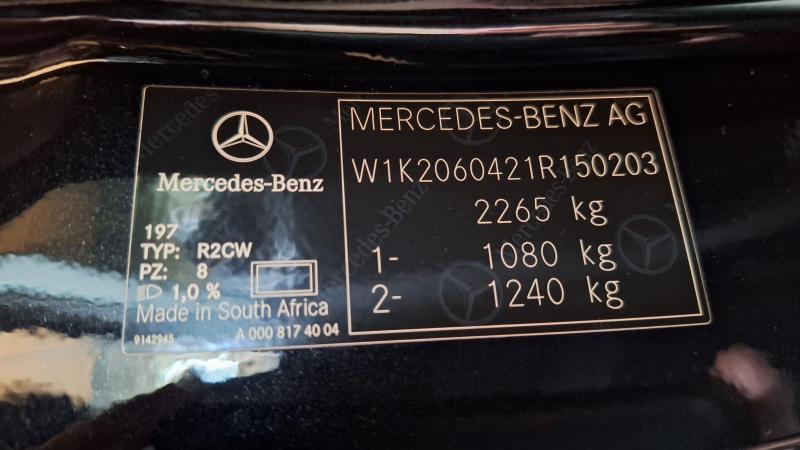 Mercedes-Benz
197
TYP: R2CW
PZ: 8
1,0 %
Made in South Africa
9142945
A 000 817 40 04
MERCEDES-BENZ AG
W1K2060421R150203
2265 kg
1- 1080 kg
2- 1240 kg